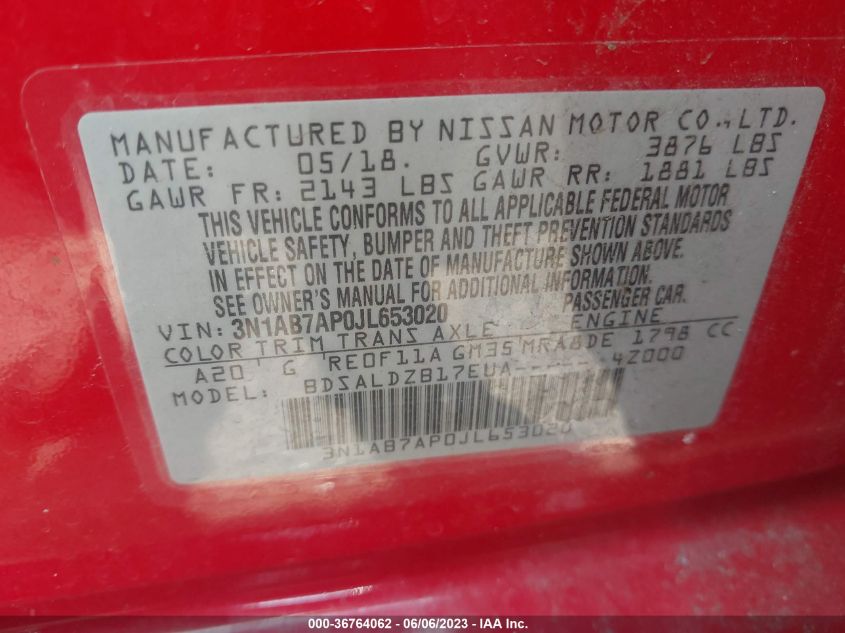 MANUFACTURED BY NISSAN MOTOR CO., LTD.
DATE: 05/18. GVWR: 3876 LBS
GAWR FR: 2143 LBS GAWR RR: 1881 LBS
THIS VEHICLE CONFORMS TO ALL APPLICABLE FEDERAL MOTOR
VEHICLE SAFETY, BUMPER AND THEFT PREVENTION STANDARDS
IN EFFECT ON THE DATE OF MANUFACTURE SHOWN ABOVE.
SEE OWNER'S MANUAL FOR ADDITIONAL INFORMATION.
VIN: 3N1AB7AP0JL653020 PASSENGER CAR.
COLOR TRIM TRANS AXLE ENGINE
A20 G RE0F11A GM35 MRA8DE 1798 CC
MODEL: BDSALDZB17EUA-----4Z000
3N1AB7AP0JL653020
000-36764062 - 06/06/2023 - IAAI.com